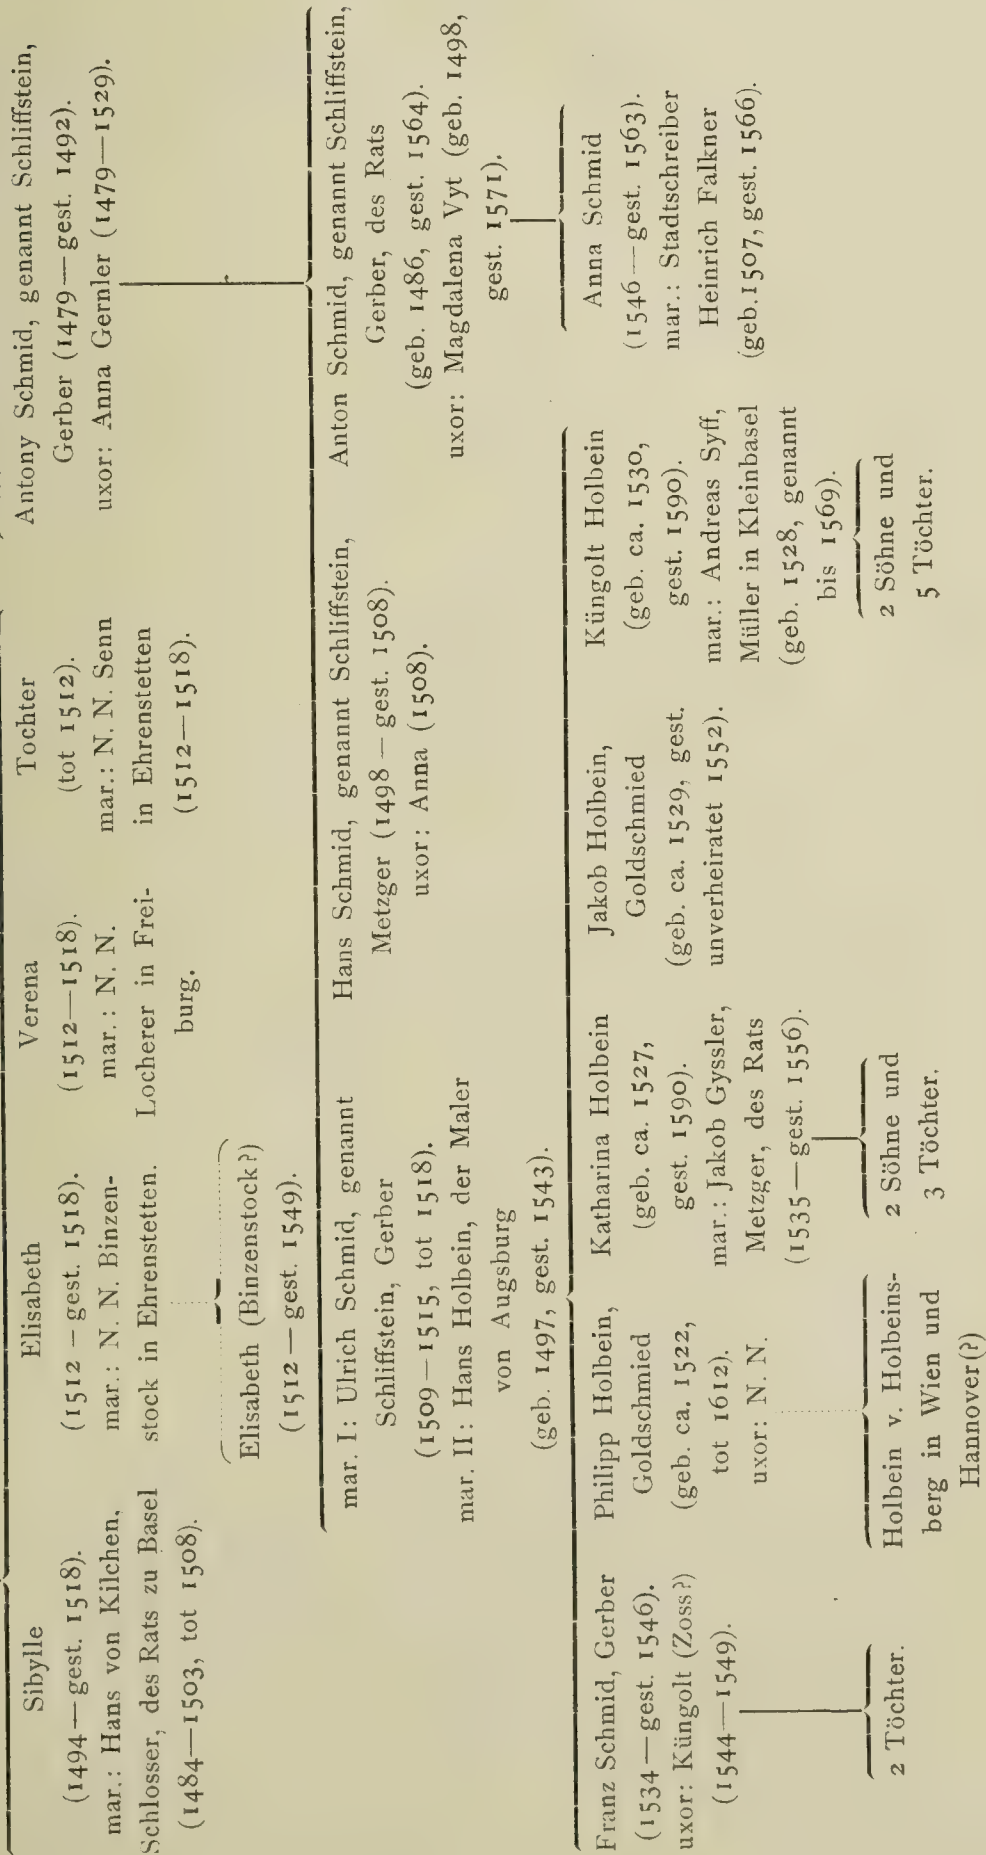 Sibylle
(1494—gest. 1518).
mar.: Hans von Kilchen,
Schlosser, des Rats zu Basel
(1484—1503, tot 1508).
Elisabeth
(1512—gest. 1518).
mar.: N. N. Binzen-
stock in Ehrenstetten.
Elisabeth (Binzenstock?)
(1512—gest. 1549).
Verena
(1512—1518).
mar.: N. N.
Locherer in Frei-
burg.
Tochter
(tot 1512).
mar.: N. N. Senn
in Ehrenstetten
(1512—1518).
Antony Schmid, genannt Schliffstein,
Gerber (1479—gest. 1492).
uxor: Anna Gernler (1479—1529).
mar. I: Ulrich Schmid, genannt
Schliffstein, Gerber
(1509—1515, tot 1518).
mar. II: Hans Holbein, der Maler
von Augsburg
(geb. 1497, gest. 1543).
Hans Schmid, genannt Schliffstein,
Metzger (1498—gest. 1508).
uxor: Anna (1508).
Anton Schmid, genannt Schliffstein,
Gerber, des Rats
(geb. 1486, gest. 1564).
uxor: Magdalena Vyt (geb. 1498,
gest. 1571).
Franz Schmid, Gerber
(1534—gest. 1546).
uxor: Küngolt (Zoss?)
(1544—1549).
2 Töchter.
Philipp Holbein,
Goldschmied
(geb. ca. 1522,
tot 1612).
uxor: N. N.
Holbein v. Holbeins-
berg in Wien und
Hannover(?)
Katharina Holbein
(geb. ca. 1527,
gest. 1590).
mar.: Jakob Gyssler,
Metzger, des Rats
(1535—gest. 1556).
2 Söhne und
3 Töchter.
Jakob Holbein,
Goldschmied
(geb. ca. 1529, gest.
unverheiratet 1552).
Küngolt Holbein
(geb. ca. 1530,
gest. 1590).
mar.: Andreas Syff,
Müller in Kleinbasel
(geb. 1528, genannt
bis 1569).
2 Söhne und
5 Töchter.
Anna Schmid
(1546—gest. 1563).
mar.: Stadtschreiber
Heinrich Falkner
(geb. 1507, gest. 1566).